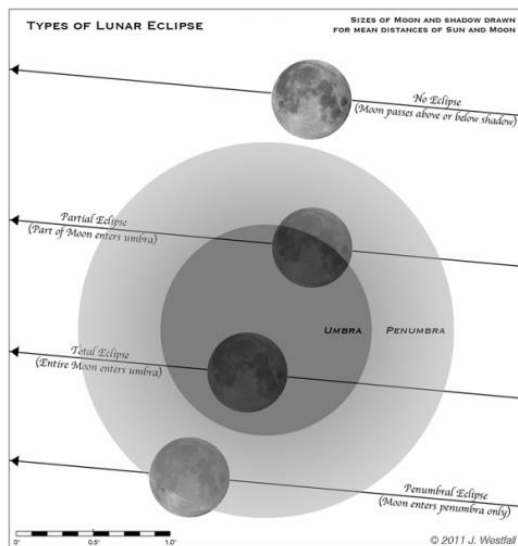 TYPES OF LUNAR ECLIPSE
SIZES OF MOON AND SHADOW DRAWN
FOR MEAN DISTANCES OF SUN AND MOON
No Eclipse
(Moon passes above or below shadow)
Partial Eclipse
(Part of Moon enters umbra)
UMBRA
PENUMBRA
Total Eclipse
(Entire Moon enters umbra)
Penumbral Eclipse
(Moon enters penumbra only)
0° 0.5° 1.0°
© 2011 J. Westfall